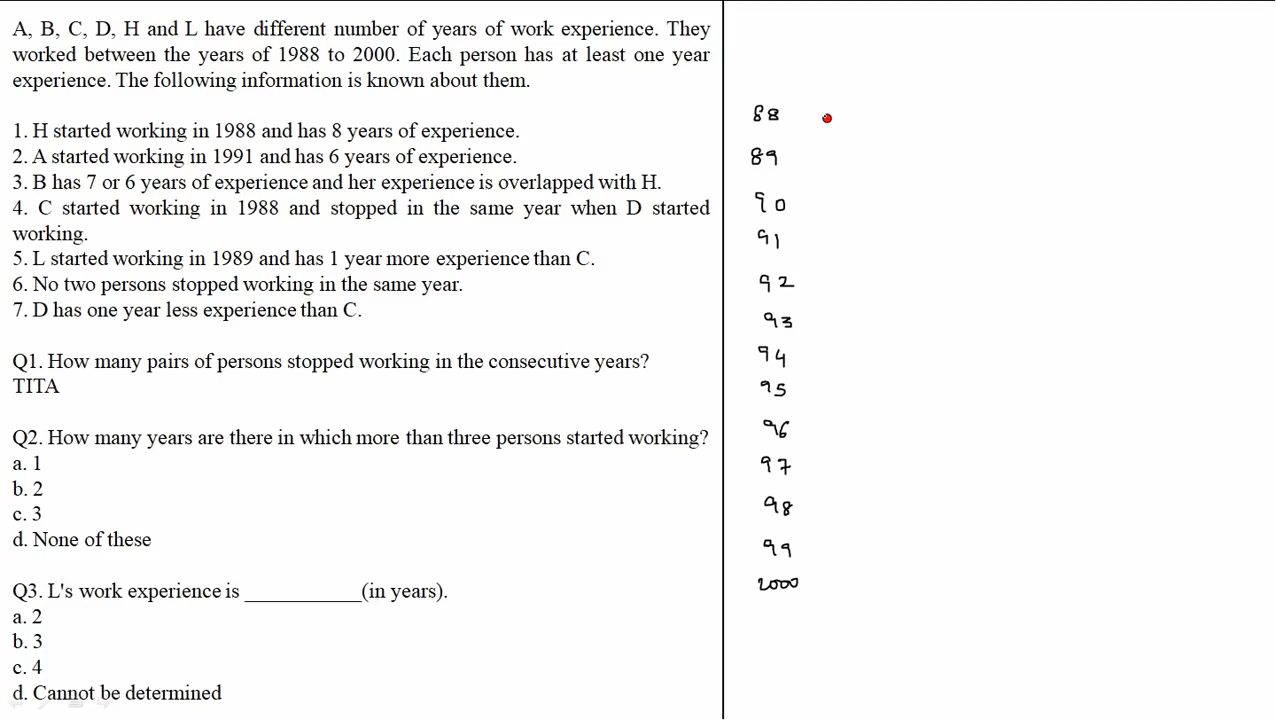 A, B, C, D, H and L have different number of years of work experience. They
worked between the years of 1988 to 2000. Each person has at least one year
experience. The following information is known about them.
1. H started working in 1988 and has 8 years of experience.
2. A started working in 1991 and has 6 years of experience.
3. B has 7 or 6 years of experience and her experience is overlapped with H.
4. C started working in 1988 and stopped in the same year when D started
working.
5. L started working in 1989 and has 1 year more experience than C.
6. No two persons stopped working in the same year.
7. D has one year less experience than C.
Q1. How many pairs of persons stopped working in the consecutive years?
TITA
Q2. How many years are there in which more than three persons started working?
a. 1
b. 2
c. 3
d. None of these
Q3. L's work experience is ___________(in years).
a. 2
b. 3
c. 4
d. Cannot be determined
88
89
90
91
92
93
94
95
96
97
98
99
2000